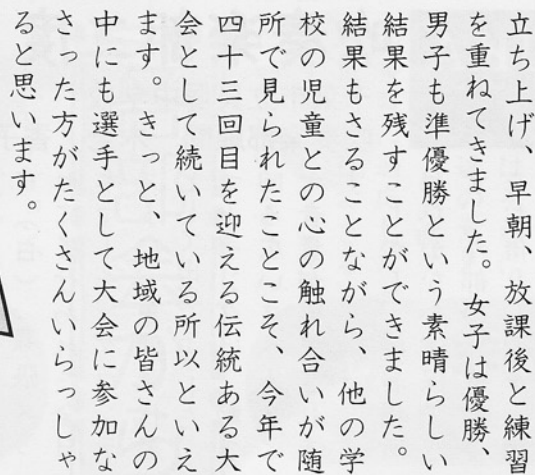 立ち上げ、早朝、放課後と練習
を重ねてきました。女子は優勝、
男子も準優勝という素晴らしい
結果を残すことができました。
結果もさることながら、他の学
校の児童との心の触れ合いが随
所で見られたことこそ、今年で
四十三回目を迎える伝統ある大
会として続いている所以といえ
ます。きっと、地域の皆さんの
中にも選手として大会に参加な
さった方がたくさんいらっしゃ
ると思います。